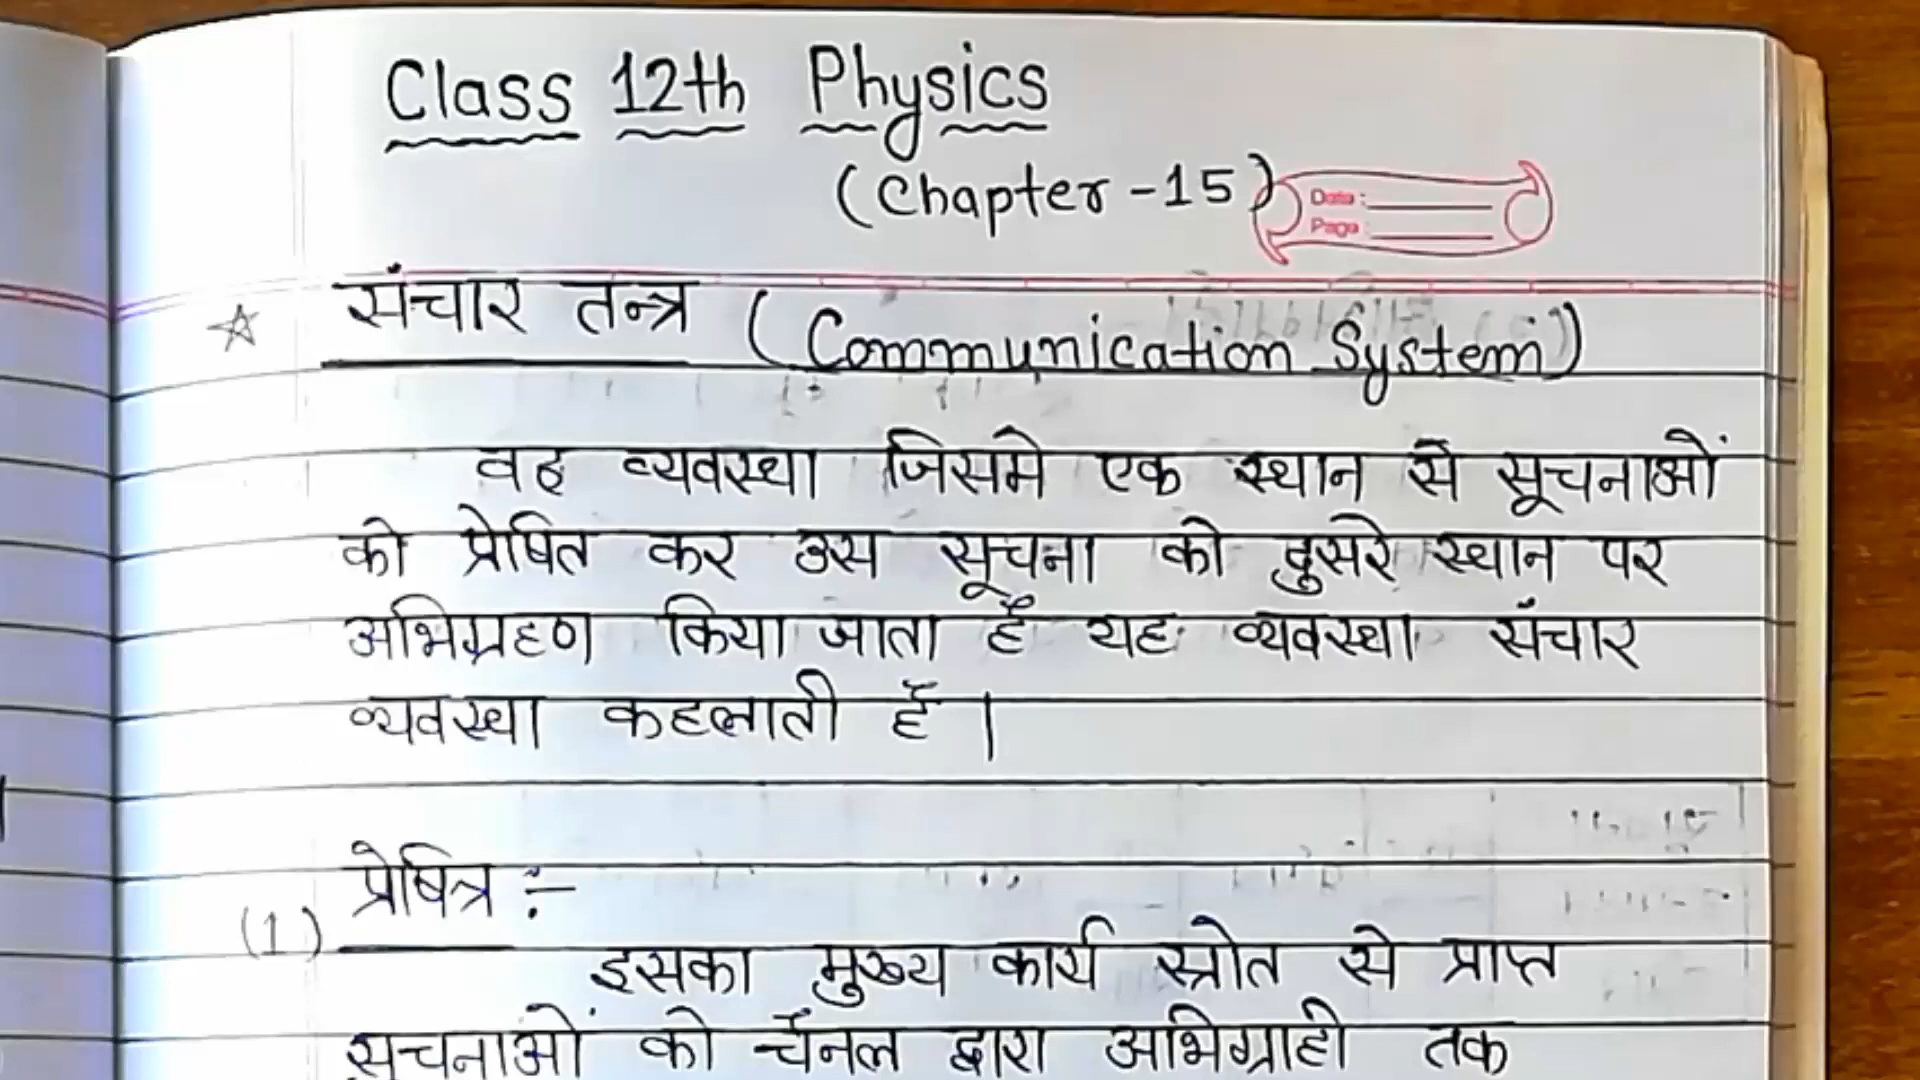 Class 12th Physics
(Chapter-15)
Date:
Page:
संचार तन्त्र (Communication System)
वह व्यवस्था जिसमे एक स्थान से सूचनाओं
को प्रेषित कर उस सूचना को दुसरे स्थान पर
अभिग्रहण किया जाता है यह व्यवस्था संचार
व्यवस्था कहलाती है।
(1) प्रेषित्र :-
इसका मुख्य कार्य स्त्रोत से प्राप्त
सूचनाओं को चैनल द्वारा अभिग्राही तक